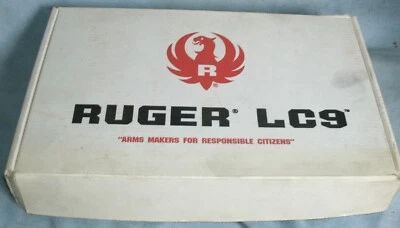 R
RUGER® LC9™
"ARMS MAKERS FOR RESPONSIBLE CITIZENS"